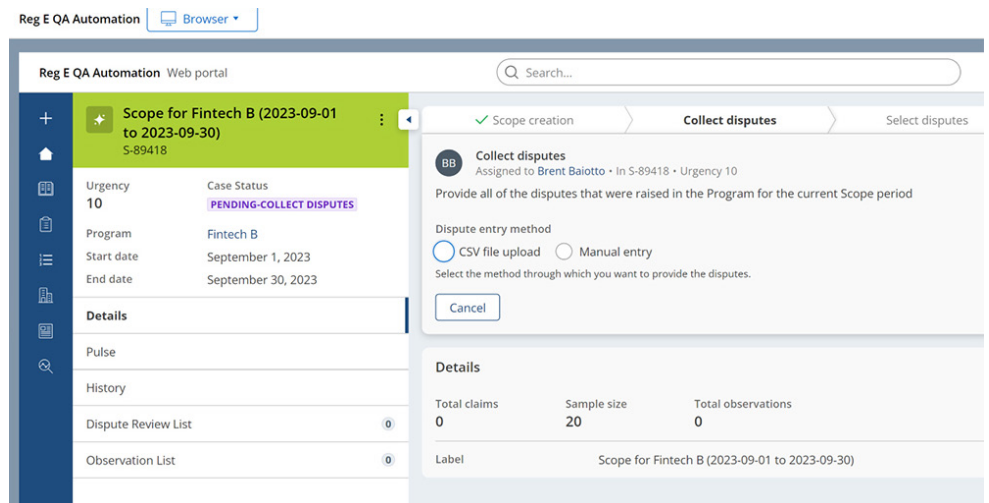 Reg E QA Automation Browser
Reg E QA Automation Web portal
Search...
Scope for Fintech B (2023-09-01
to 2023-09-30)
S-89418
Urgency
10
Case Status
PENDING-COLLECT DISPUTES
Program Fintech B
Start date September 1, 2023
End date September 30, 2023
Details
Pulse
History
Dispute Review List 0
Observation List 0
Scope creation Collect disputes Select disputes
BB
Collect disputes
Assigned to Brent Baiotto • In S-89418 • Urgency 10
Provide all of the disputes that were raised in the Program for the current Scope period
Dispute entry method
CSV file upload Manual entry
Select the method through which you want to provide the disputes.
Cancel
Details
Total claims Sample size Total observations
0 20 0
Label Scope for Fintech B (2023-09-01 to 2023-09-30)